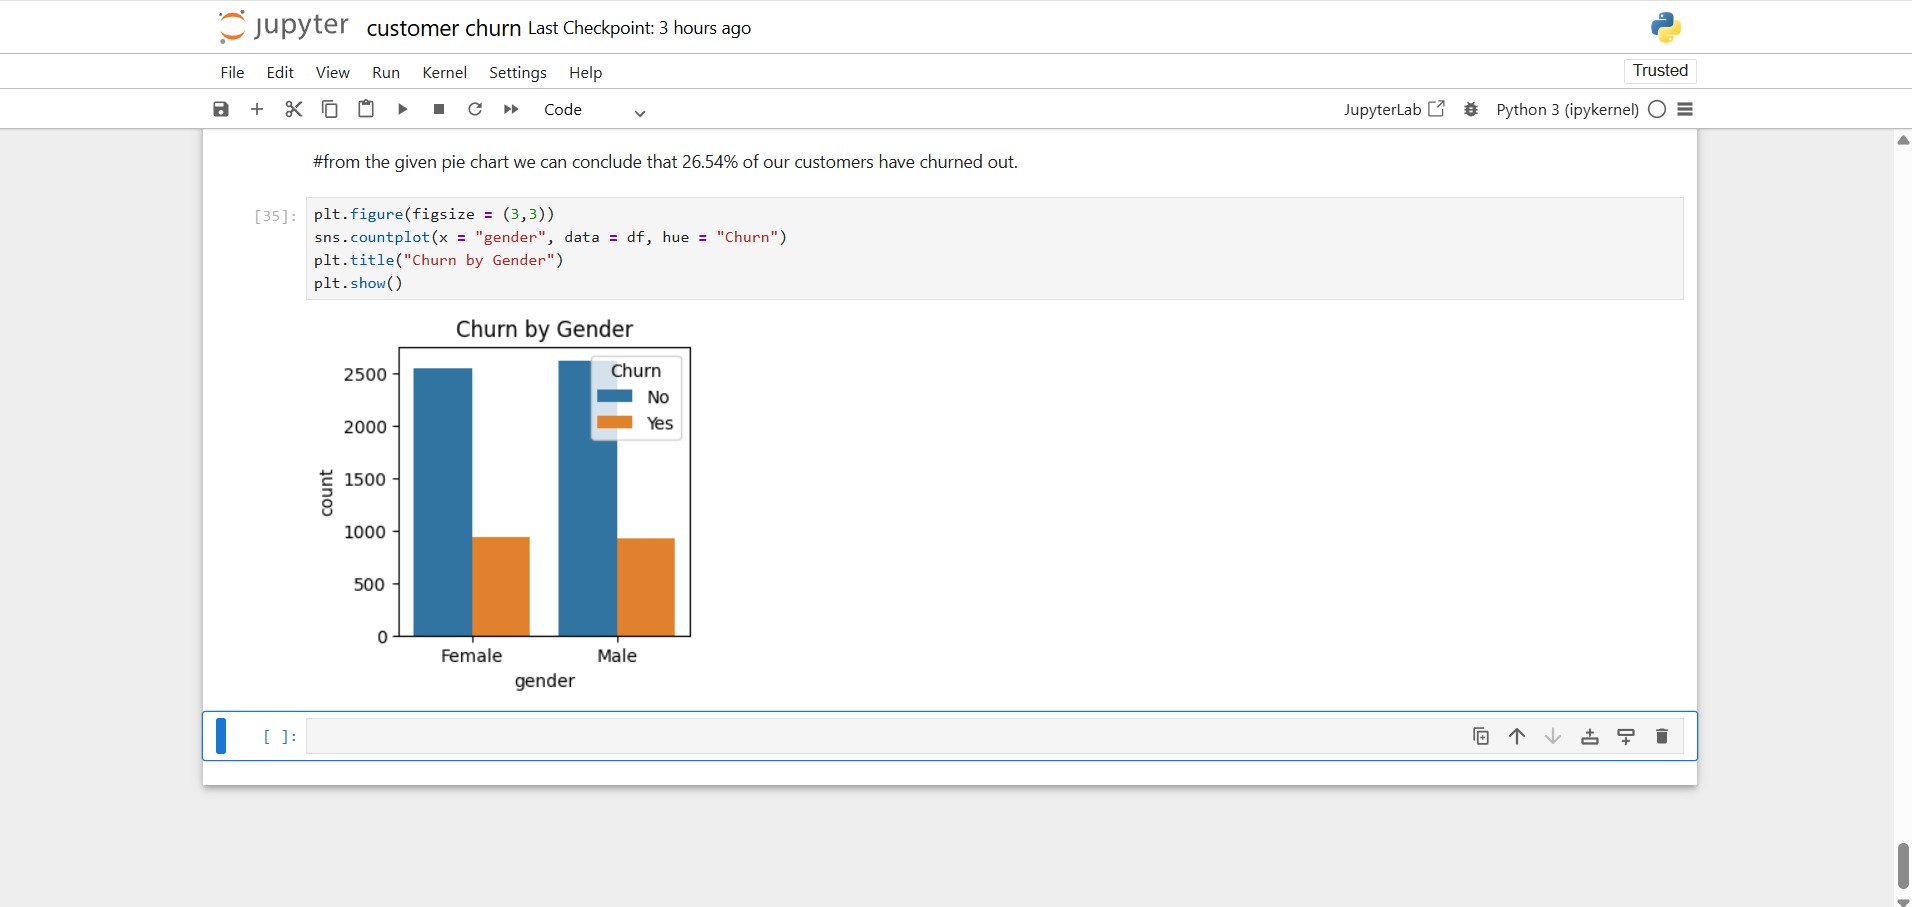 jupyter customer churn Last Checkpoint: 3 hours ago
File Edit View Run Kernel Settings Help Trusted
Code JupyterLab Python 3 (ipykernel)
#from the given pie chart we can conclude that 26.54% of our customers have churned out.
[35]: plt.figure(figsize = (3,3))
sns.countplot(x = "gender", data = df, hue = "Churn")
plt.title("Churn by Gender")
plt.show()
Churn by Gender
Churn
No
Yes
2500
2000
1500
1000
500
0
count
Female Male
gender
[ ]: